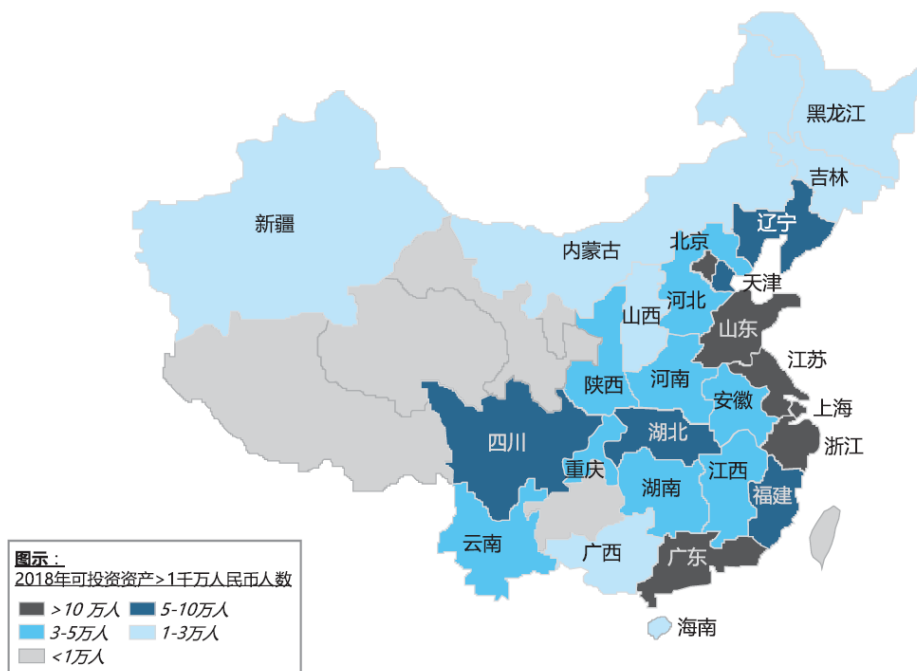 黑龙江
吉林
新疆
辽宁
北京
内蒙古
天津
河北
山西
山东
江苏
陕西
河南
安徽
上海
四川
湖北
浙江
重庆
江西
湖南
福建
云南
广西
广东
海南
图示：
2018年可投资资产>1千万人民币人数
>10 万人
5-10万人
3-5万人
1-3万人
<1万人